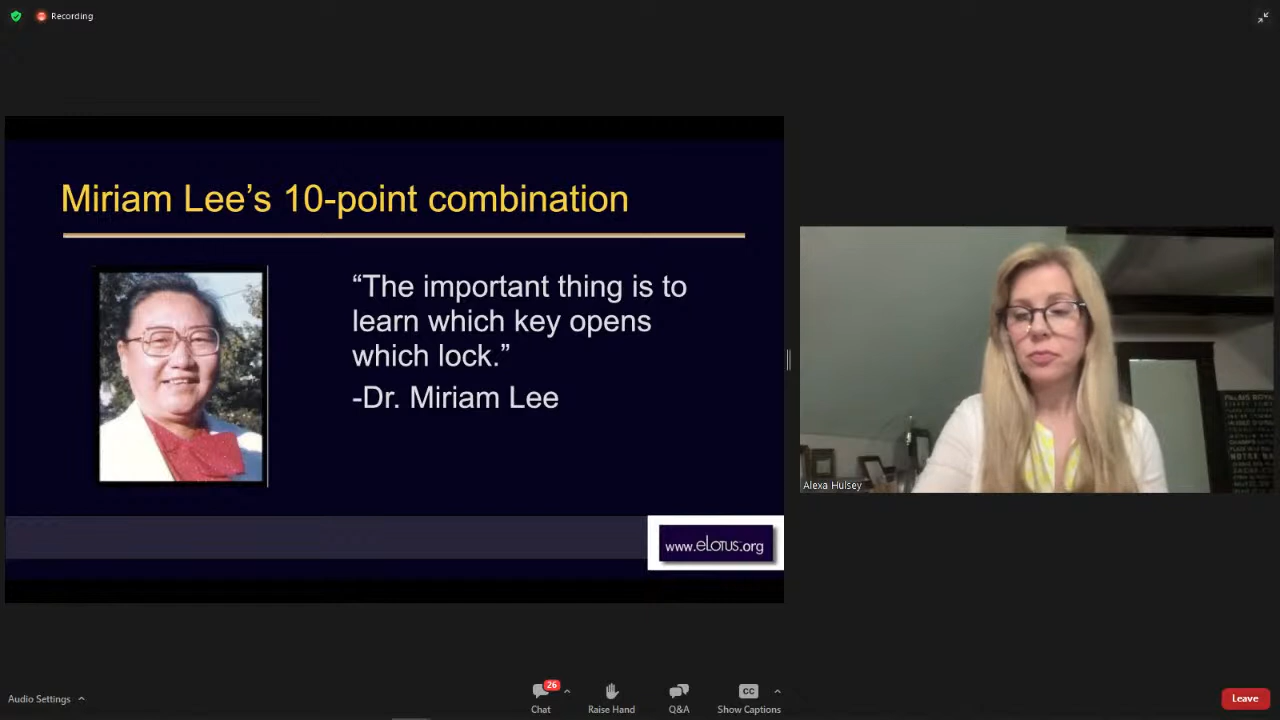 Recording
Miriam Lee’s 10-point combination
“The important thing is to
learn which key opens
which lock.”
-Dr. Miriam Lee
www.eLotus.org
Alexa Hulsey
Audio Settings
26
Chat
Raise Hand
Q&A
CC
Show Captions
Leave